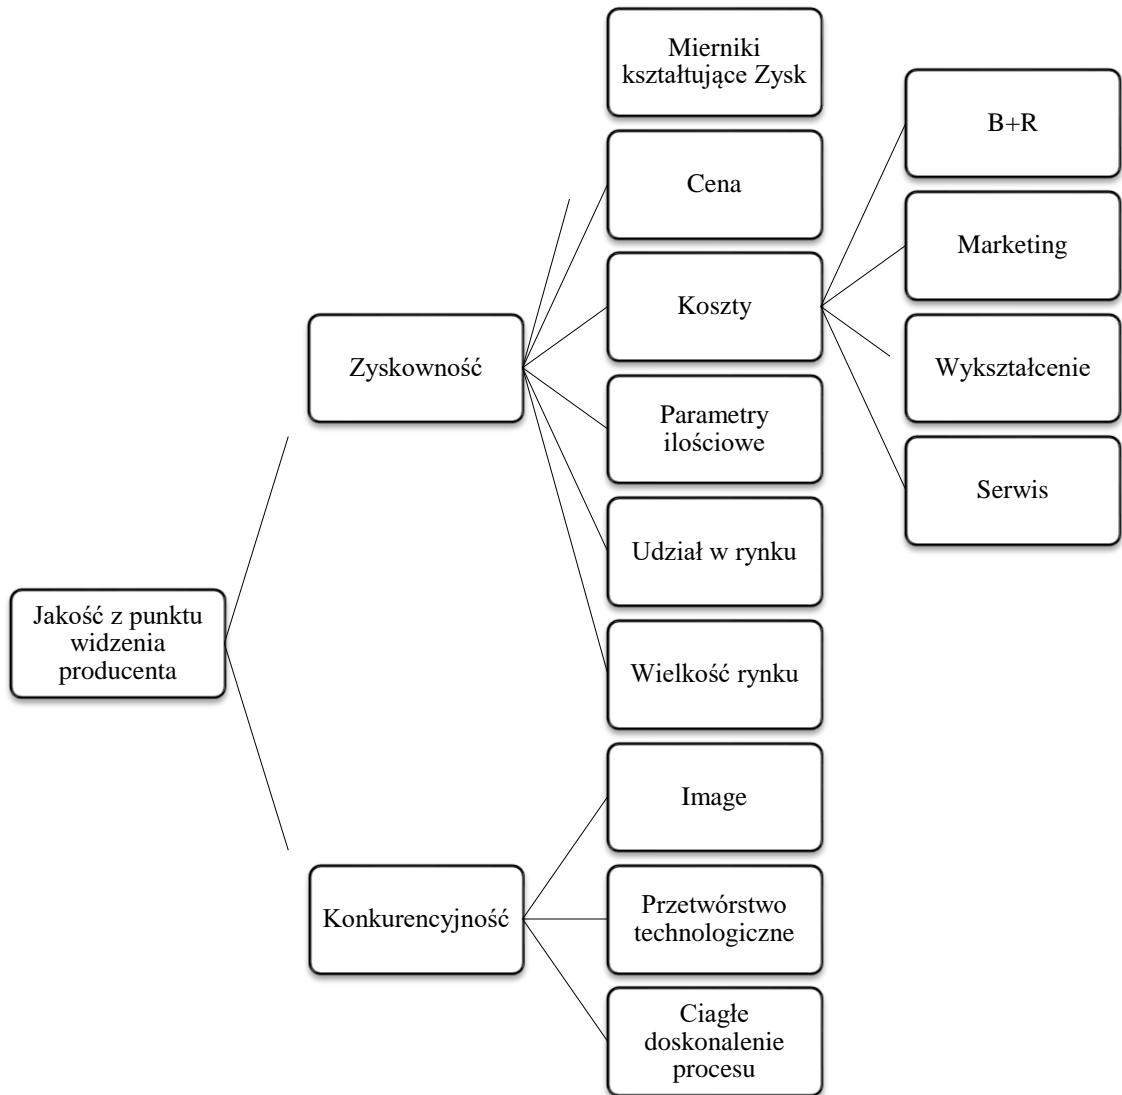 Mierniki
kształtujące Zysk
B+R
Cena
Marketing
Koszty
Zyskowność
Wykształcenie
Parametry
ilościowe
Serwis
Udział w rynku
Jakość z punktu
widzenia
producenta
Wielkość rynku
Image
Konkurencyjność
Przetwórstwo
technologiczne
Ciagłe
doskonalenie
procesu